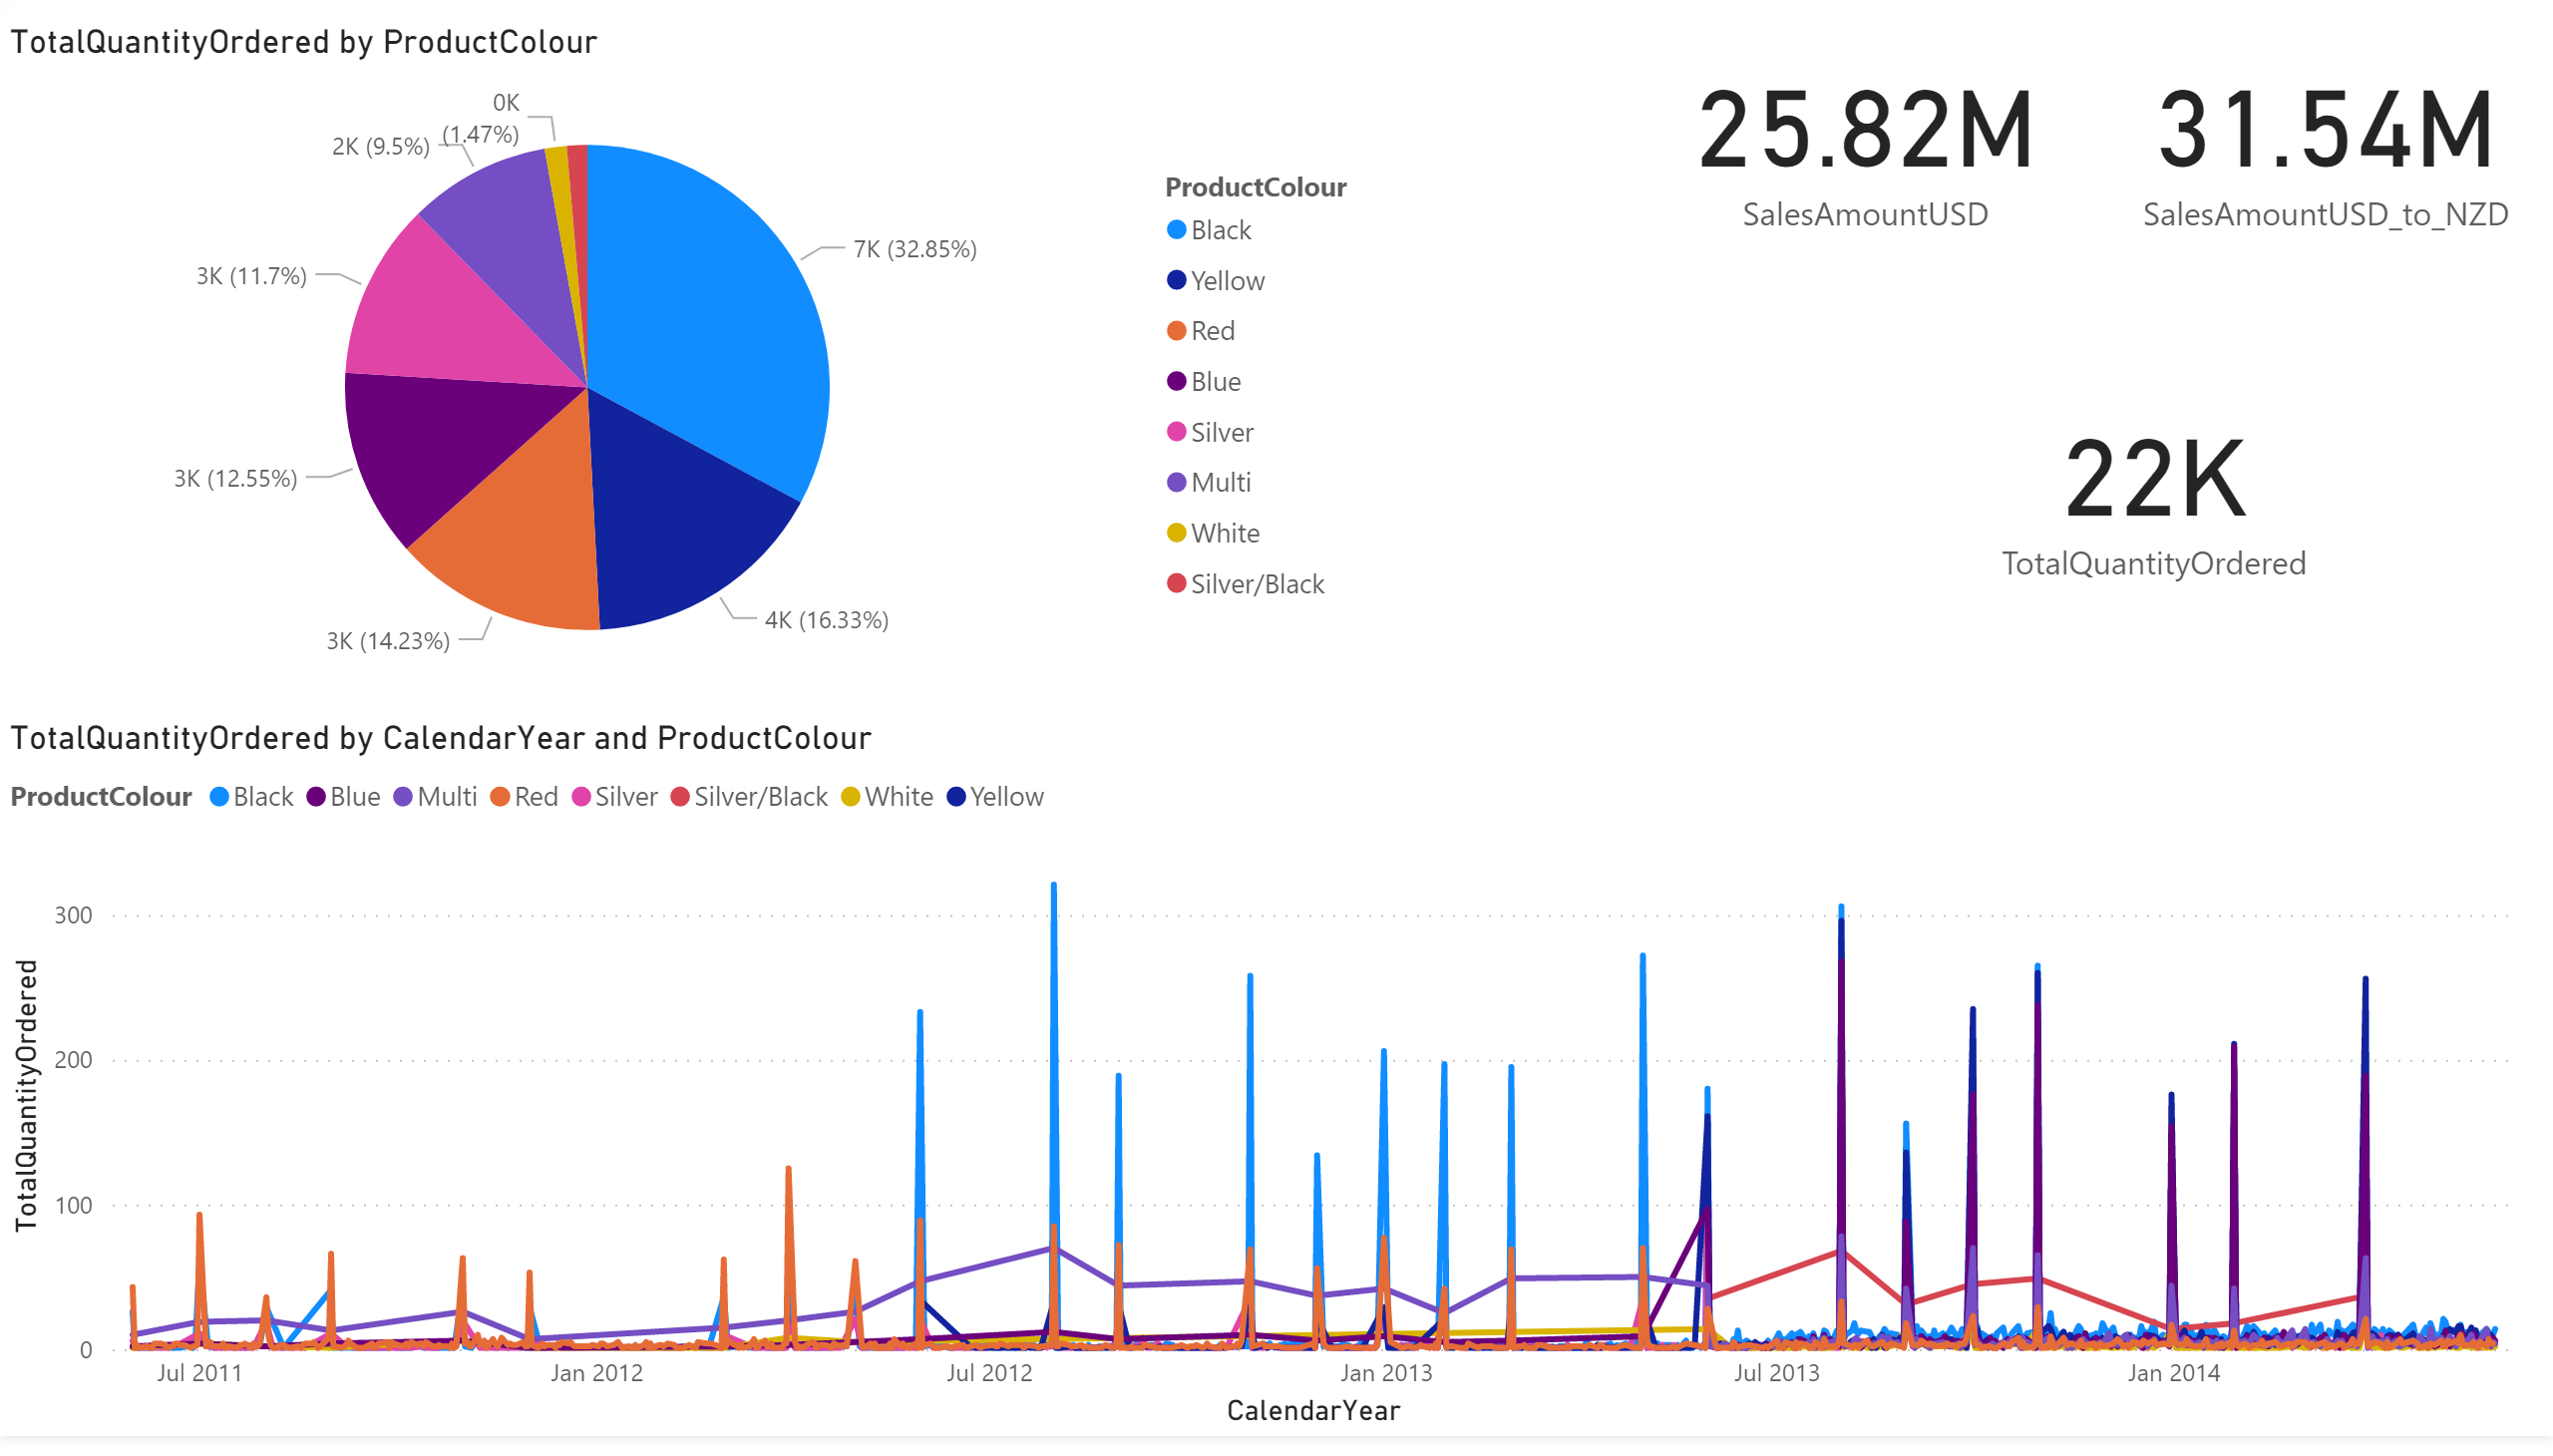 TotalQuantityOrdered by ProductColour
0K
(1.47%)
2K (9.5%)
3K (11.7%)
3K (12.55%)
3K (14.23%)
4K (16.33%)
7K (32.85%)
ProductColour
Black
Yellow
Red
Blue
Silver
Multi
White
Silver/Black
25.82M
SalesAmountUSD
31.54M
SalesAmountUSD_to_NZD
22K
TotalQuantityOrdered
TotalQuantityOrdered by CalendarYear and ProductColour
ProductColour Black Blue Multi Red Silver Silver/Black White Yellow
TotalQuantityOrdered
300
200
100
0
Jul 2011 Jan 2012 Jul 2012 Jan 2013 Jul 2013 Jan 2014
CalendarYear